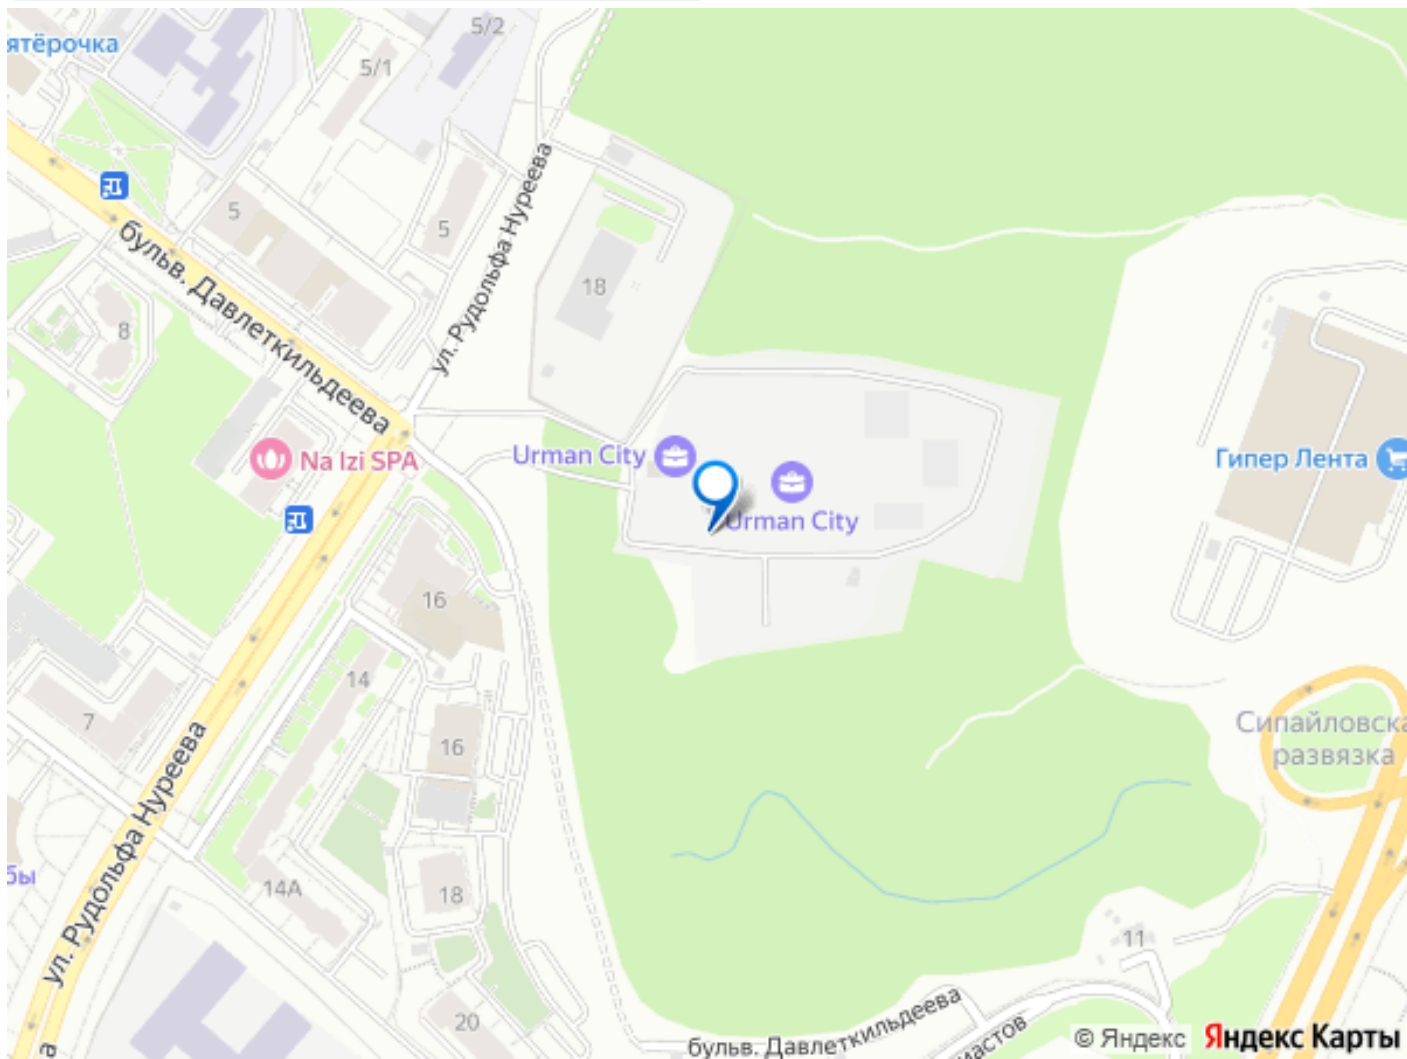 5/2
ятёрочка
5/1
5
5
ул. Рудольфа Нуреева
бульв. Давлеткильдеева
18
8
Urman City
Na Izi SPA
Urman City
Гипер Лента
16
14
7
16
Сипайловска
развязка
ул. Рудольфа Нуреева
бы
14А
18
11
20
бульв. Давлеткильдеева
иастов
а
© Яндекс Яндекс Карты